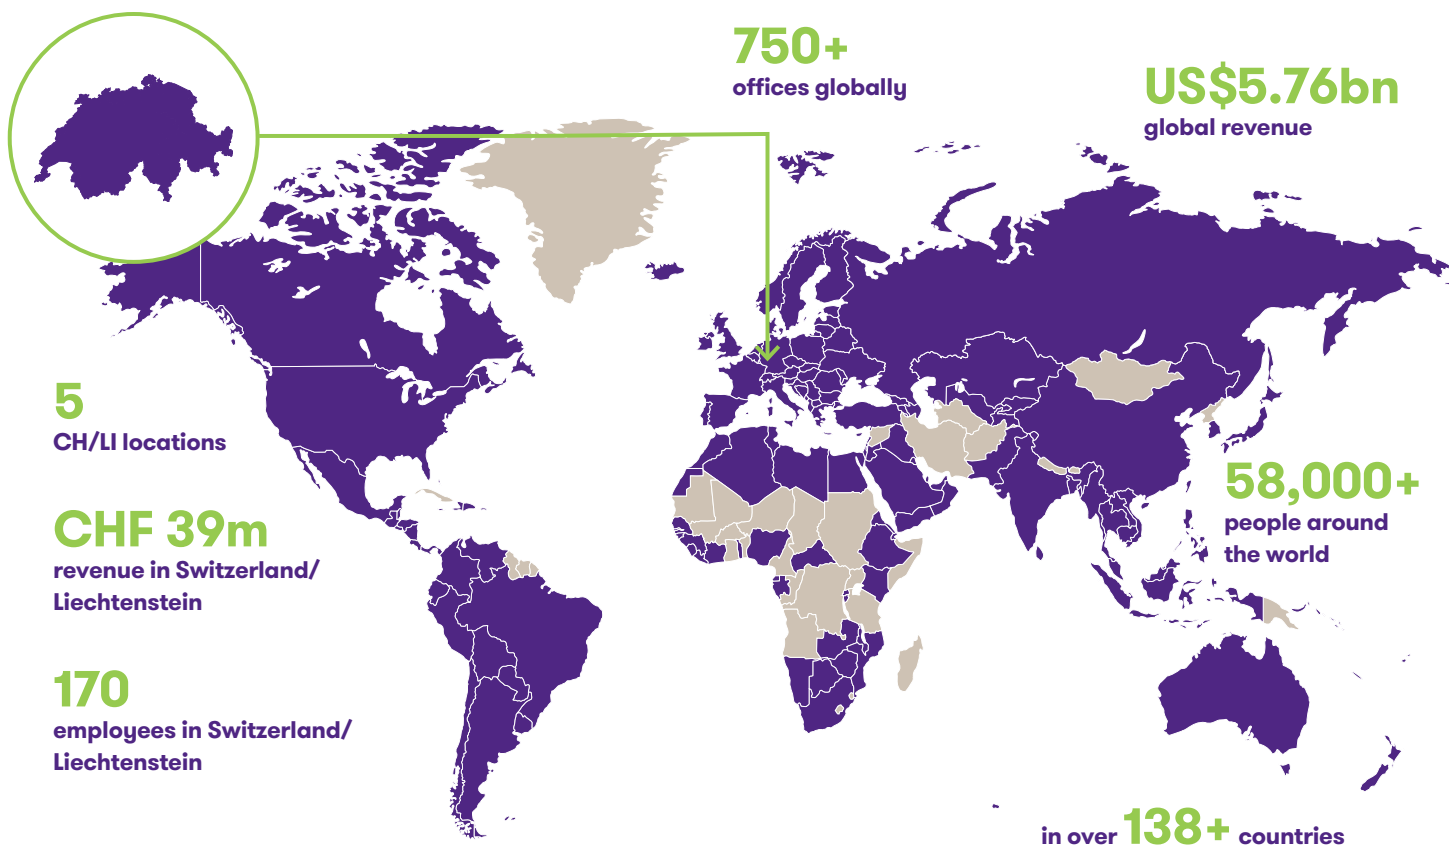 750+
offices globally
US$5.76bn
global revenue
5
CH/LI locations
CHF 39m
revenue in Switzerland/
Liechtenstein
170
employees in Switzerland/
Liechtenstein
58,000+
people around
the world
in over 138+ countries